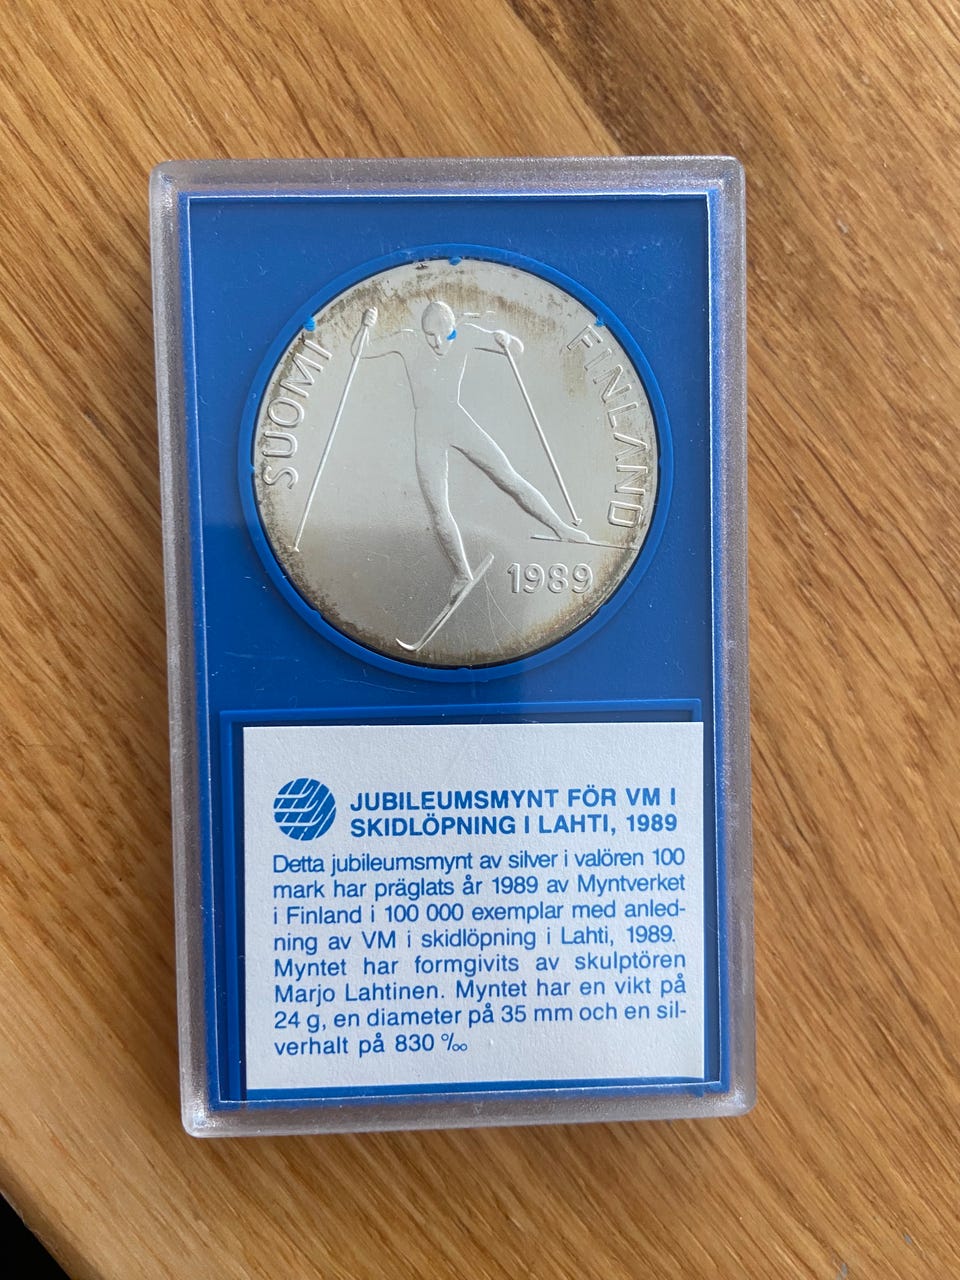 SUOMI
FINLAND
1989
JUBILEUMSMYNT FÖR VM I
SKIDLÖPNING I LAHTI, 1989
Detta jubileumsmynt av silver i valören 100
mark har präglats år 1989 av Myntverket
i Finland i 100 000 exemplar med anled-
ning av VM i skidlöpning i Lahti, 1989.
Myntet har formgivits av skulptören
Marjo Lahtinen. Myntet har en vikt på
24 g, en diameter på 35 mm och en sil-
verhalt på 830 ‰